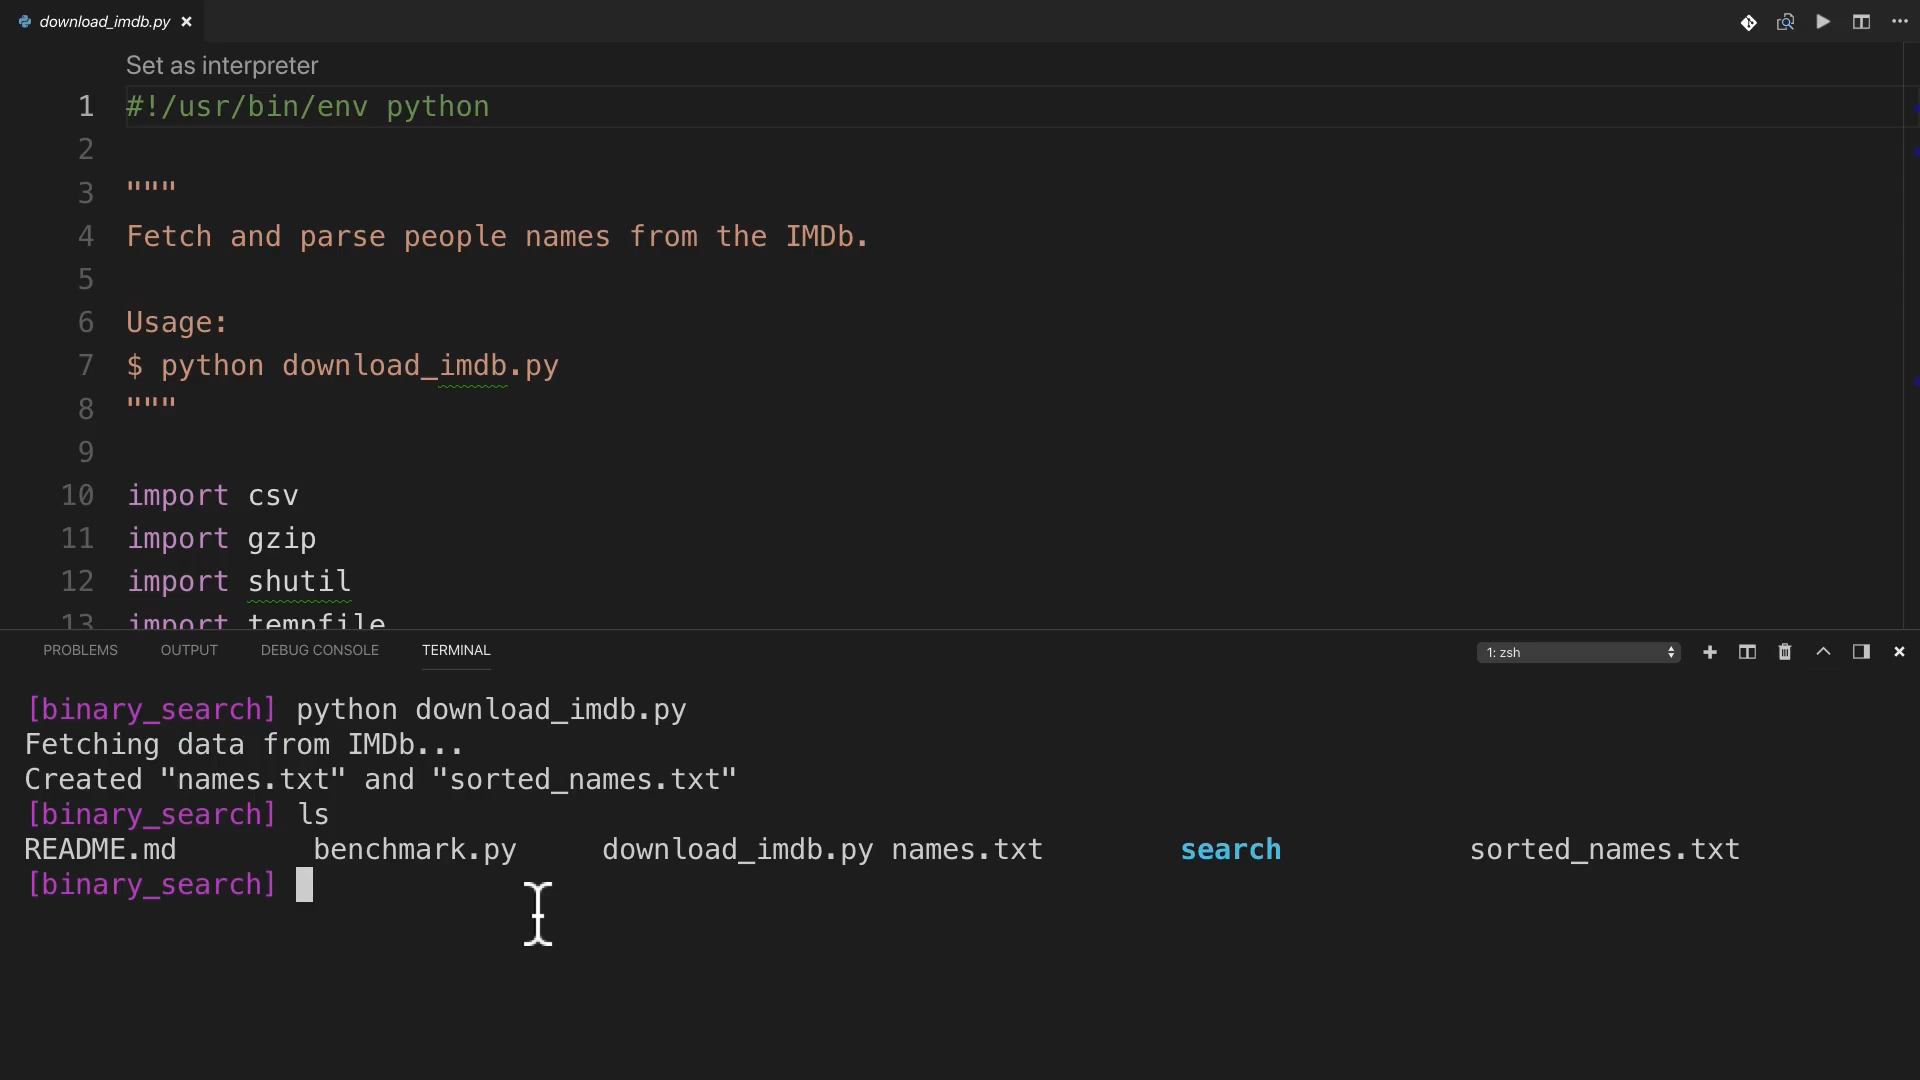 download_imdb.py
Set as interpreter
1 #!/usr/bin/env python
2
3 """
4 Fetch and parse people names from the IMDb.
5
6 Usage:
7 $ python download_imdb.py
8 """
9
10 import csv
11 import gzip
12 import shutil
13 import tempfile
PROBLEMS OUTPUT DEBUG CONSOLE TERMINAL 1: zsh
[binary_search] python download_imdb.py
Fetching data from IMDb...
Created "names.txt" and "sorted_names.txt"
[binary_search] ls
README.md benchmark.py download_imdb.py names.txt search sorted_names.txt
[binary_search]